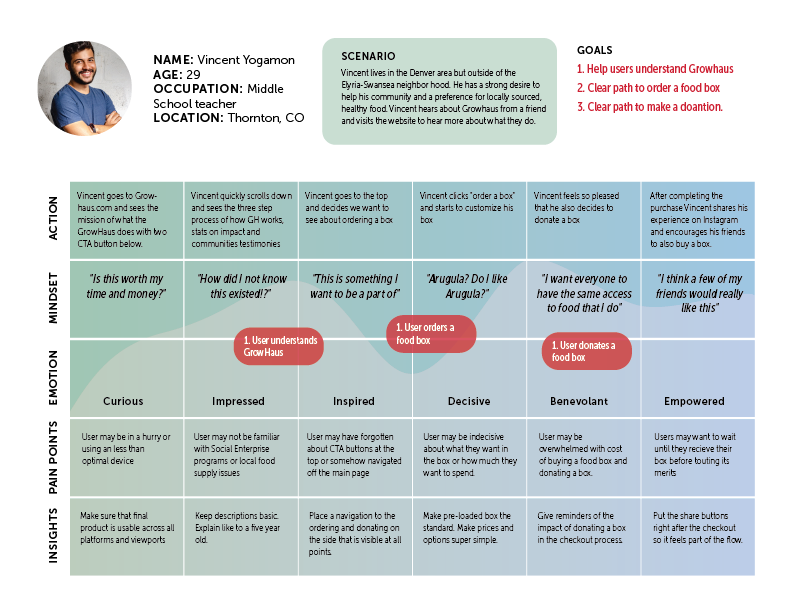 NAME: Vincent Yogamon
AGE: 29
OCCUPATION: Middle
School teacher
LOCATION: Thornton, CO
SCENARIO
Vincent lives in the Denver area but outside of the
Elyria-Swansea neighbor hood. He has a strong desire to
help his community and a preference for locally sourced,
healthy food. Vincent hears about Growhaus from a friend
and visits the website to hear more about what they do.
GOALS
1. Help users understand Growhaus
2. Clear path to order a food box
3. Clear path to make a doantion.
ACTION
Vincent goes to Grow-
haus.com and sees the
mission of what the
GrowHaus does with two
CTA button below.
Vincent quickly scrolls down
and sees the three step
process of how GH works,
stats on impact and
communities testimonies
Vincent goes to the top
and decides we want to
see about ordering a box
Vincent clicks "order a box"
and starts to customize his
box
Vincent feels so pleased
that he also decides to
donate a box
After completing the
purchase Vincent shares his
experience on Instagram
and encourages his friends
to also buy a box.
MINDSET
"Is this worth my
time and money?"
"How did I not know
this existed!?"
"This is something I
want to be a part of"
"Arugula? Do I like
Arugula?"
"I want everyone to
have the same access
to food that I do"
"I think a few of my
friends would really
like this"
1. User understands
GrowHaus
1. User orders a
food box
1. User donates a
food box
EMOTION
Curious
Impressed
Inspired
Decisive
Benevolant
Empowered
PAIN POINTS
User may be in a hurry or
using an less than
optimal device
User may not be familiar
with Social Enterprise
programs or local food
supply issues
User may have forgotten
about CTA buttons at the
top or somehow navigated
off the main page
User may be indecisive
about what they want in
the box or how much they
want to spend.
User may be
overwhelmed with cost
of buying a food box and
donating a box.
Users may want to wait
until they recieve their
box before touting its
merits
INSIGHTS
Make sure that final
product is usable across all
platforms and viewports
Keep descriptions basic.
Explain like to a five year
old.
Place a navigation to the
ordering and donating on
the side that is visible at all
points.
Make pre-loaded box the
standard. Make prices and
options super simple.
Give reminders of the
impact of donating a box
in the checkout process.
Put the share buttons
right after the checkout
so it feels part of the flow.